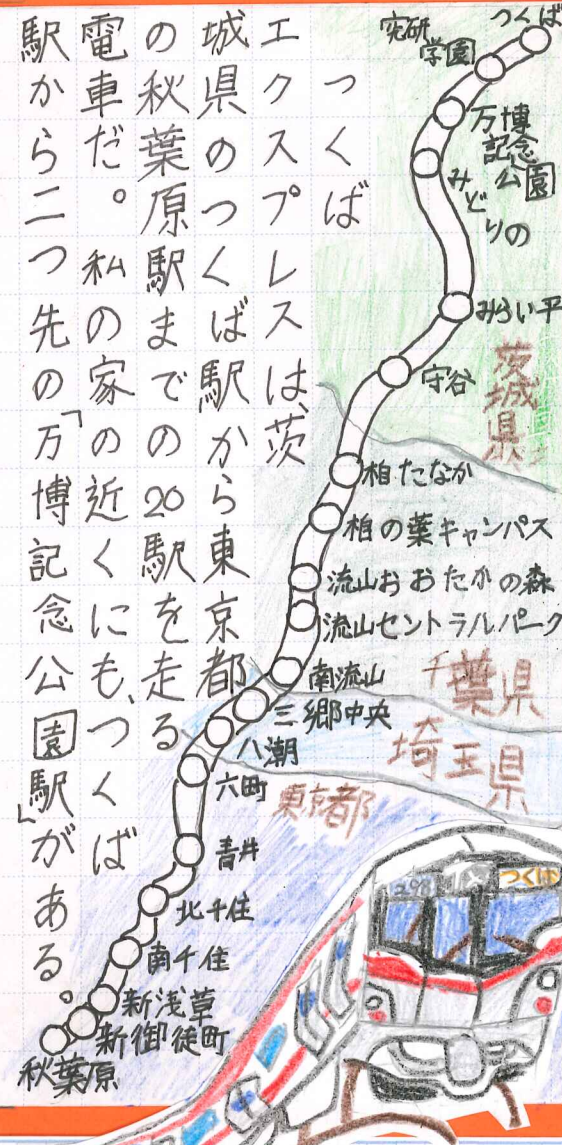 つくば
エクスプレスは、茨
城県のつくば駅から東京都
の秋葉原駅までの20駅を走る
電車だ。私の家の近くにも、つくば
駅から二つ先の「万博記念公園駅」がある。
つくば
研究
学園
万博
記念
公園
みどりの
みらい平
守谷
茨城県
柏たなか
柏の葉キャンパス
流山おおたかの森
流山セントラルパーク
南流山
千葉県
三郷中央
八潮
埼玉県
六町
東京都
青井
北千住
南千住
新浅草
新御徒町
秋葉原
つくば